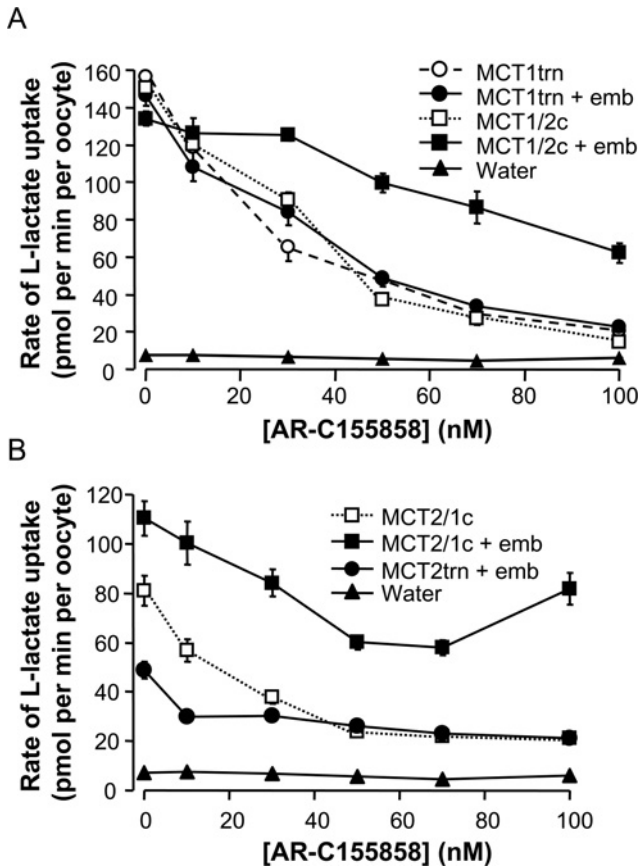 A
160
140
120
100
80
60
40
20
0
Rate of L-lactate uptake
(pmol per min per oocyte)
MCT1trn
MCT1trn + emb
MCT1/2c
MCT1/2c + emb
Water
0 20 40 60 80 100
[AR-C155858] (nM)
B
120
100
80
60
40
20
0
Rate of L-lactate uptake
(pmol per min per oocyte)
MCT2/1c
MCT2/1c + emb
MCT2trn + emb
Water
0 20 40 60 80 100
[AR-C155858] (nM)